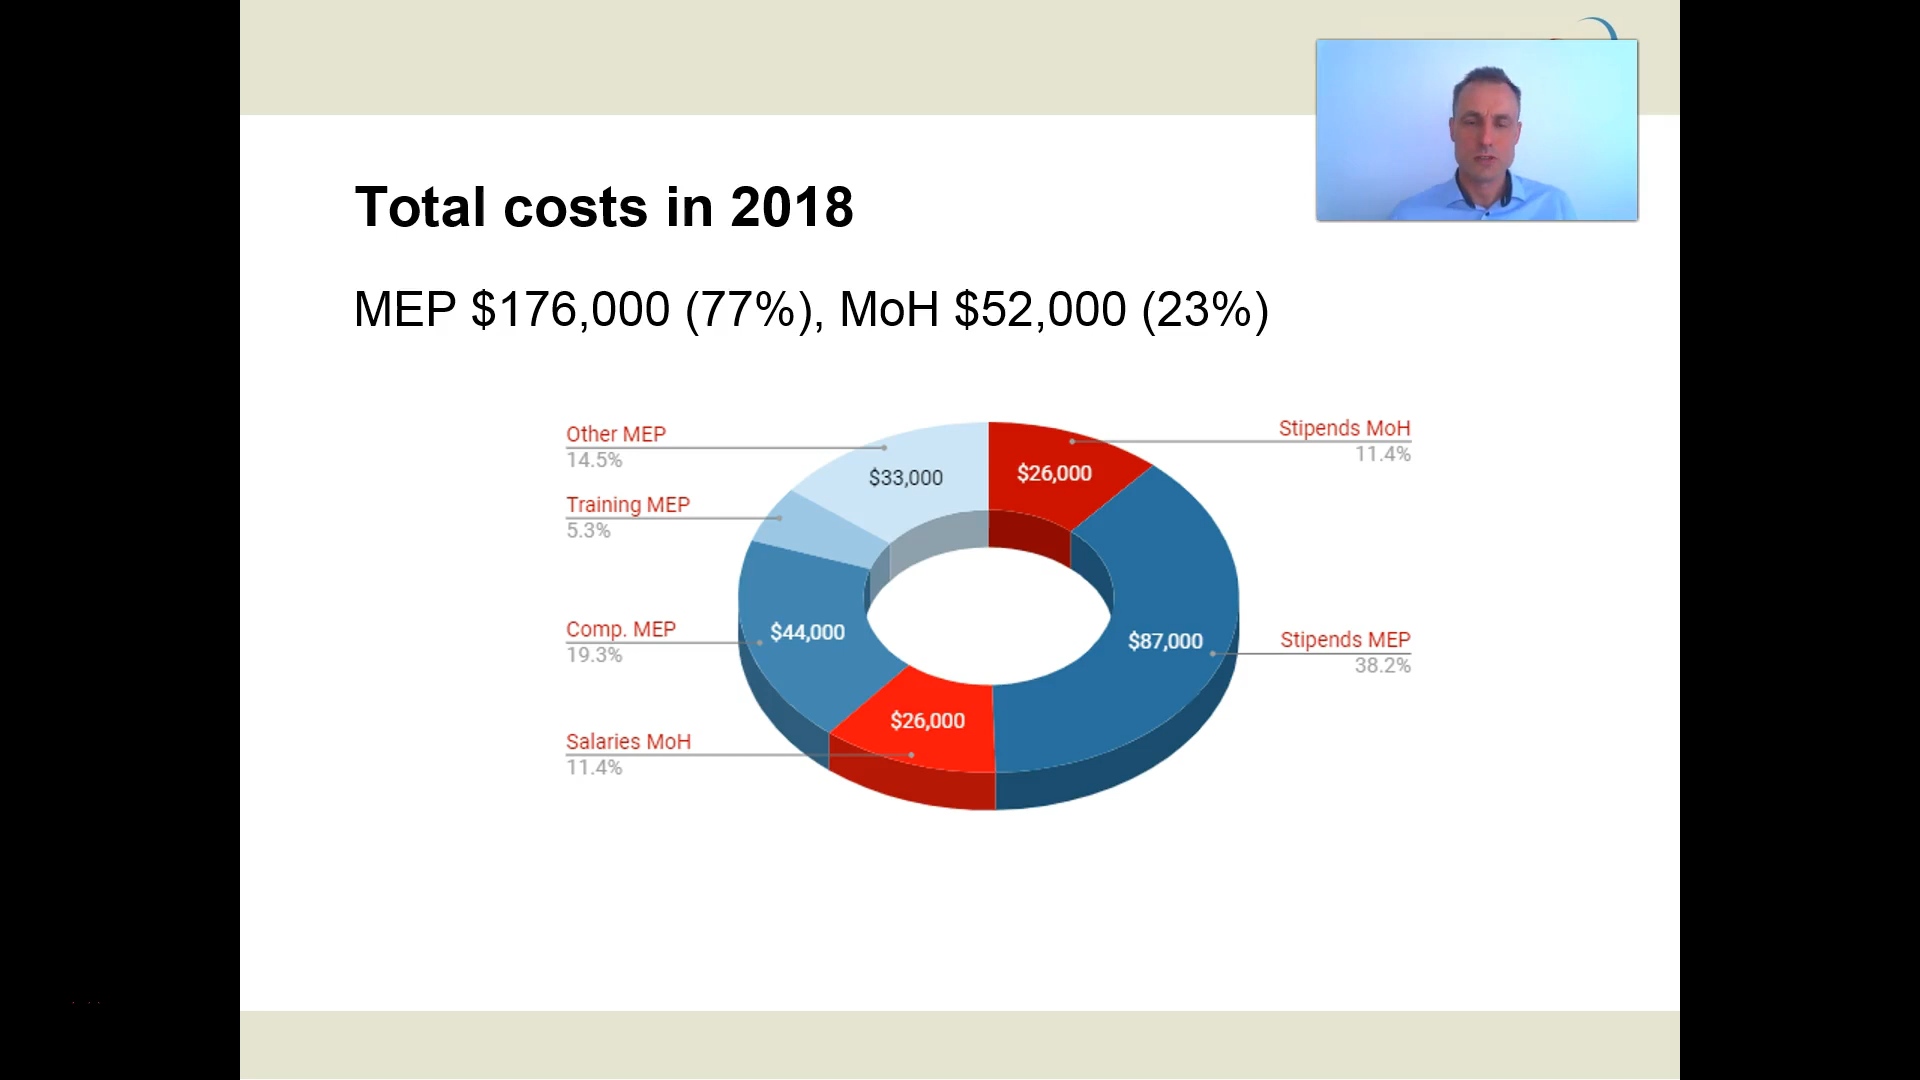 Total costs in 2018
MEP $176,000 (77%), MoH $52,000 (23%)
Other MEP
14.5%
Training MEP
5.3%
Comp. MEP
19.3%
Salaries MoH
11.4%
$33,000
$26,000
$44,000
$87,000
$26,000
Stipends MoH
11.4%
Stipends MEP
38.2%